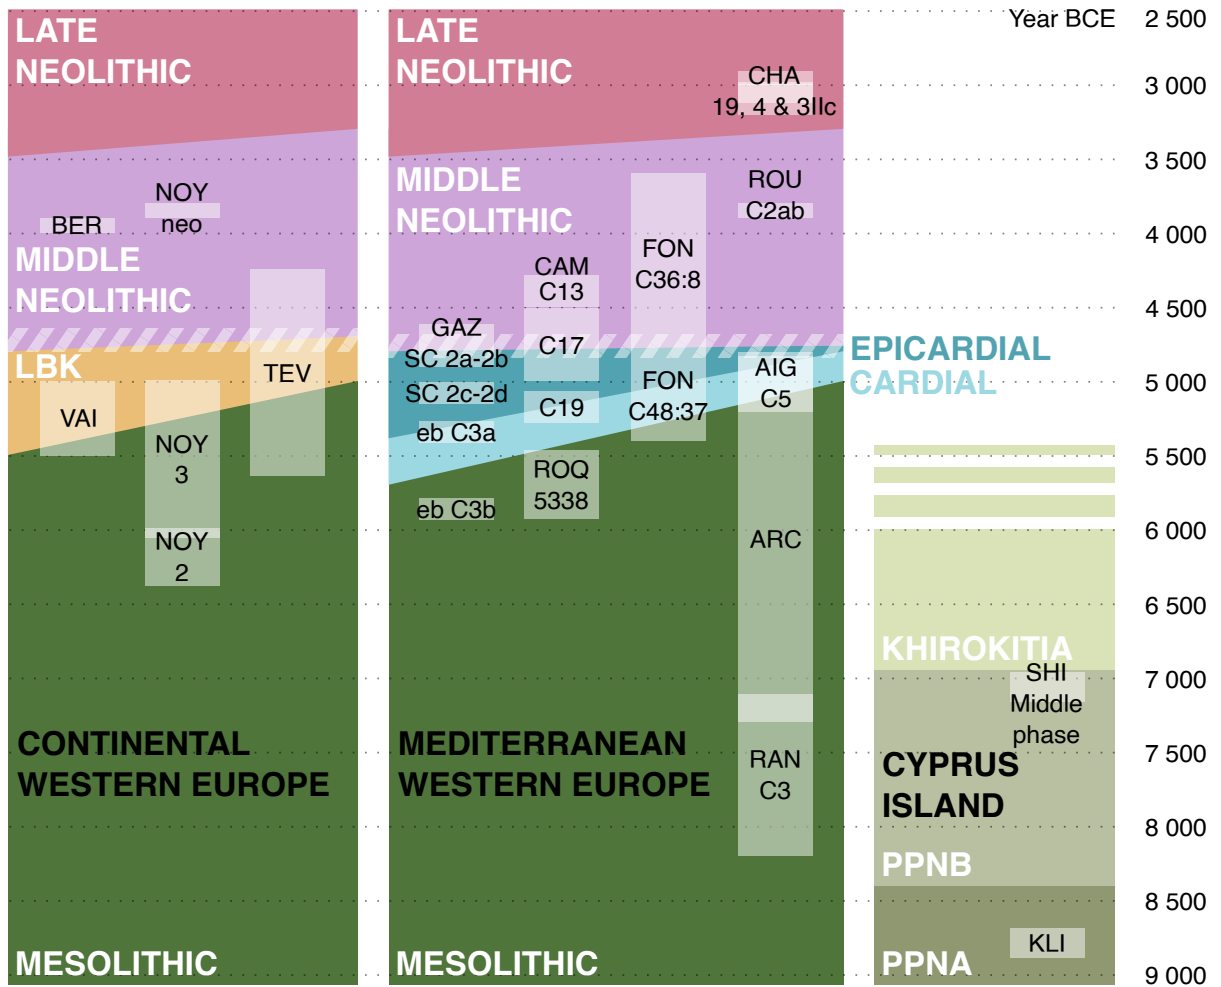 LATE
NEOLITHIC
NOY
neo
BER
MIDDLE
NEOLITHIC
LBK
TEV
VAI
NOY
3
NOY
2
CONTINENTAL
WESTERN EUROPE
MESOLITHIC
LATE
NEOLITHIC
CHA
19, 4 & 3IIc
MIDDLE
NEOLITHIC
ROU
C2ab
FON
C36:8
CAM
C13
GAZ
SC 2a-2b
C17
SC 2c-2d
C19
FON
C48:37
AIG
C5
eb C3a
ROQ
5338
eb C3b
ARC
MEDITERRANEAN
WESTERN EUROPE
RAN
C3
MESOLITHIC
EPICARDIAL
CARDIAL
KHIROKITIA
SHI
Middle
phase
CYPRUS
ISLAND
PPNB
KLI
PPNA
Year BCE 2 500
3 000
3 500
4 000
4 500
5 000
5 500
6 000
6 500
7 000
7 500
8 000
8 500
9 000